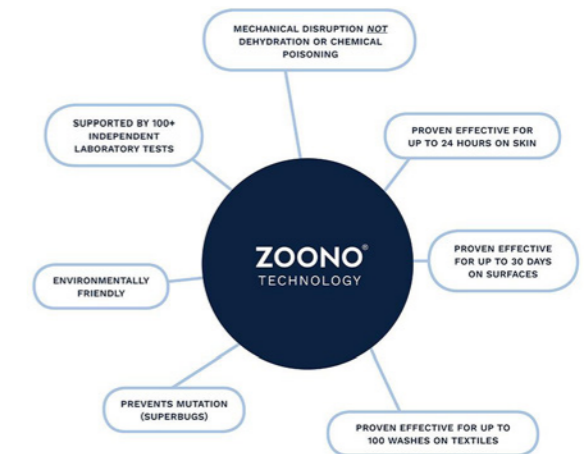 MECHANICAL DISRUPTION NOT
DEHYDRATION OR CHEMICAL
POISONING
SUPPORTED BY 100+
INDEPENDENT
LABORATORY TESTS
PROVEN EFFECTIVE FOR
UP TO 24 HOURS ON SKIN
ZOONO®
TECHNOLOGY
PROVEN EFFECTIVE
FOR UP TO 30 DAYS
ON SURFACES
ENVIRONMENTALLY
FRIENDLY
PREVENTS MUTATION
(SUPERBUGS)
PROVEN EFFECTIVE FOR UP TO
100 WASHES ON TEXTILES